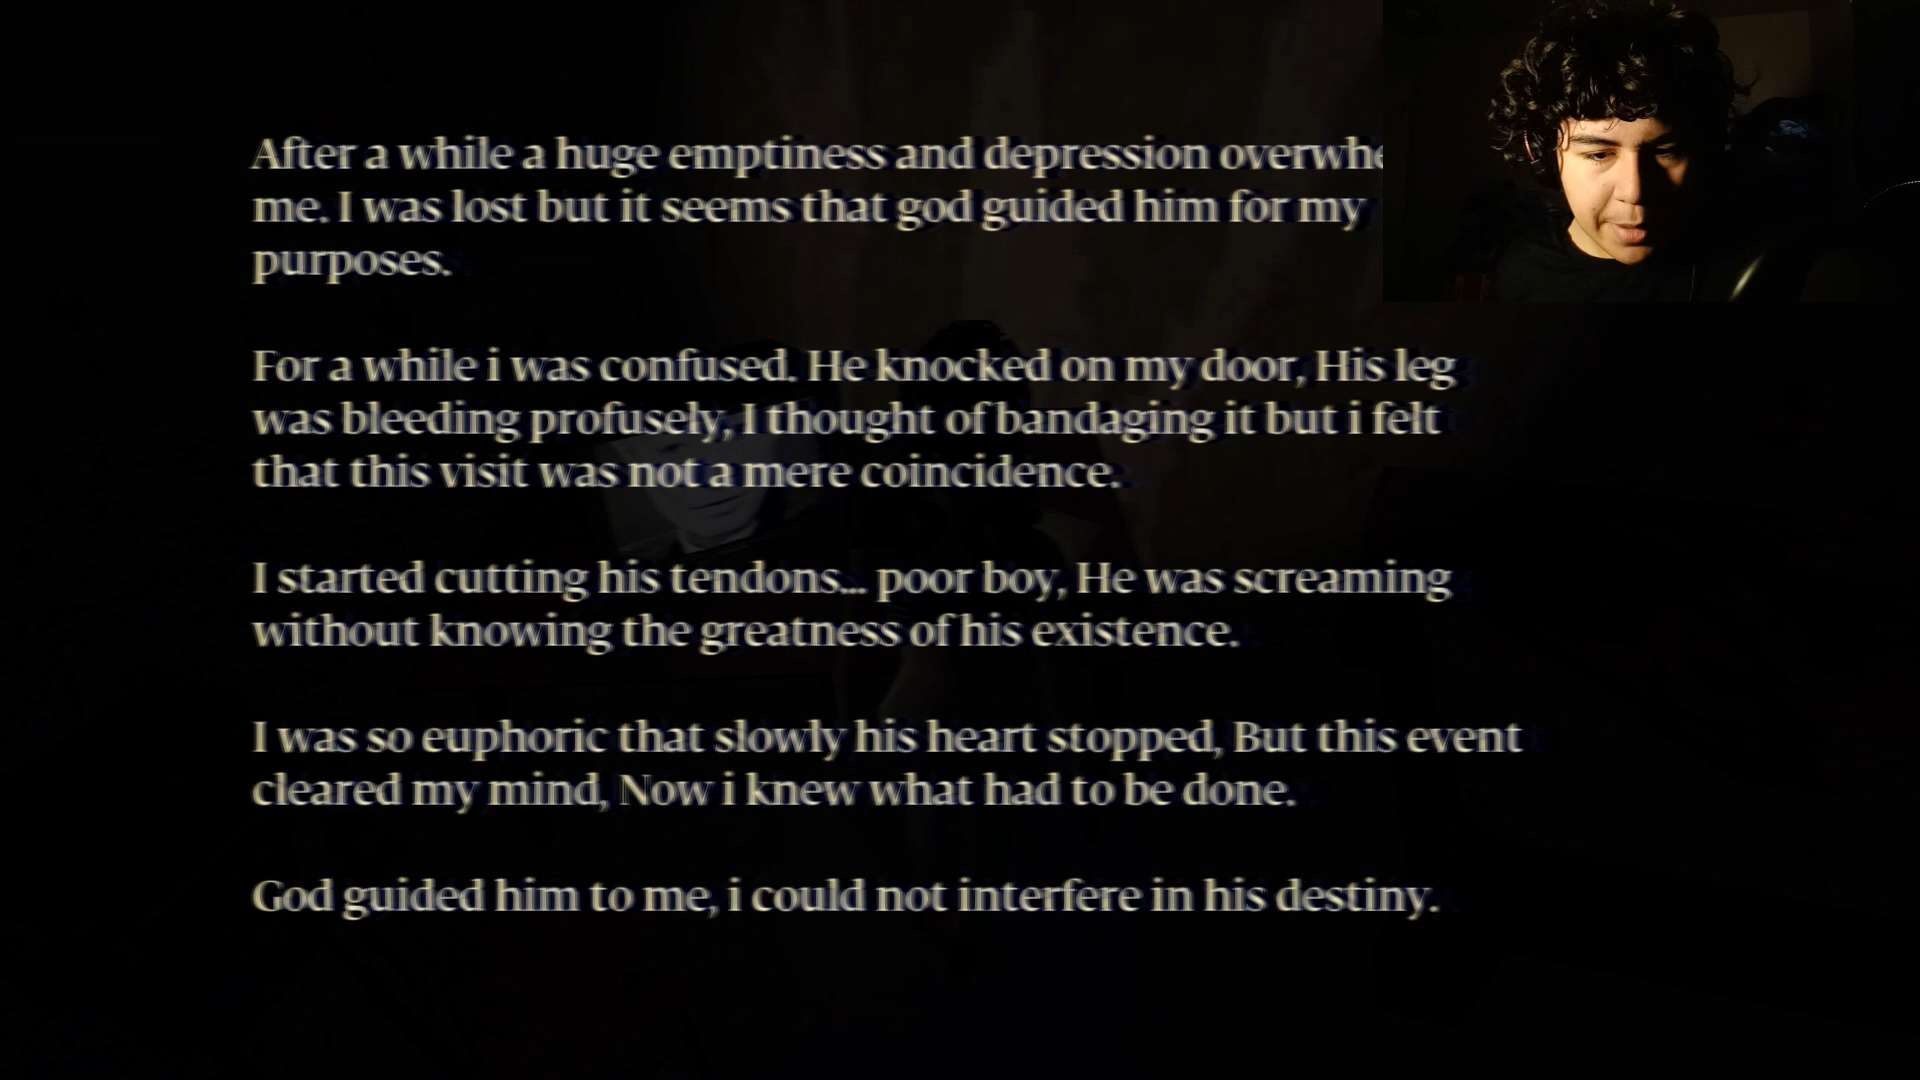 After a while a huge emptiness and depression
me. I was lost but it seems that god guided him for my
purposes.
For a while i was confused. He knocked on my door, His leg
was bleeding profusely, I thought of bandaging it but i felt
that this visit was not a mere coincidence.
I started cutting his tendons... poor boy, He was screaming
without knowing the greatness of his existence.
I was so euphoric that slowly his heart stopped, But this event
cleared my mind, Now i knew what had to be done.
God guided him to me, i could not interfere in his destiny.